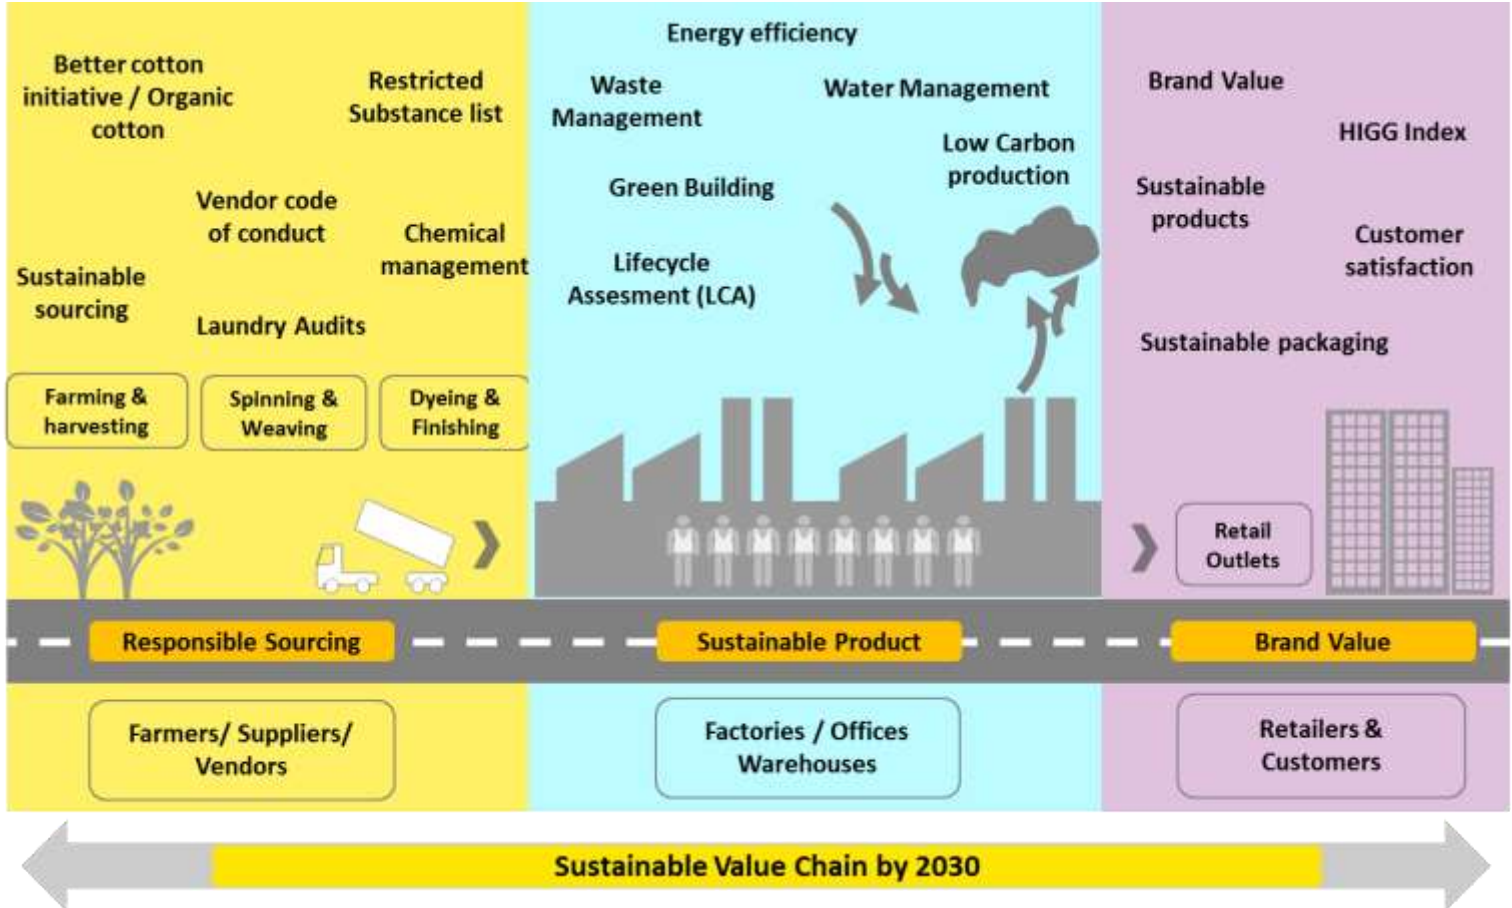 Better cotton
initiative / Organic
cotton
Restricted
Substance list
Vendor code
of conduct
Chemical
management
Sustainable
sourcing
Laundry Audits
Farming &
harvesting
Spinning &
Weaving
Dyeing &
Finishing
Energy efficiency
Waste
Management
Water Management
Low Carbon
production
Green Building
Lifecycle
Assesment (LCA)
Brand Value
HIGG Index
Sustainable
products
Customer
satisfaction
Sustainable packaging
Retail
Outlets
Responsible Sourcing
Sustainable Product
Brand Value
Farmers/ Suppliers/
Vendors
Factories / Offices
Warehouses
Retailers &
Customers
Sustainable Value Chain by 2030